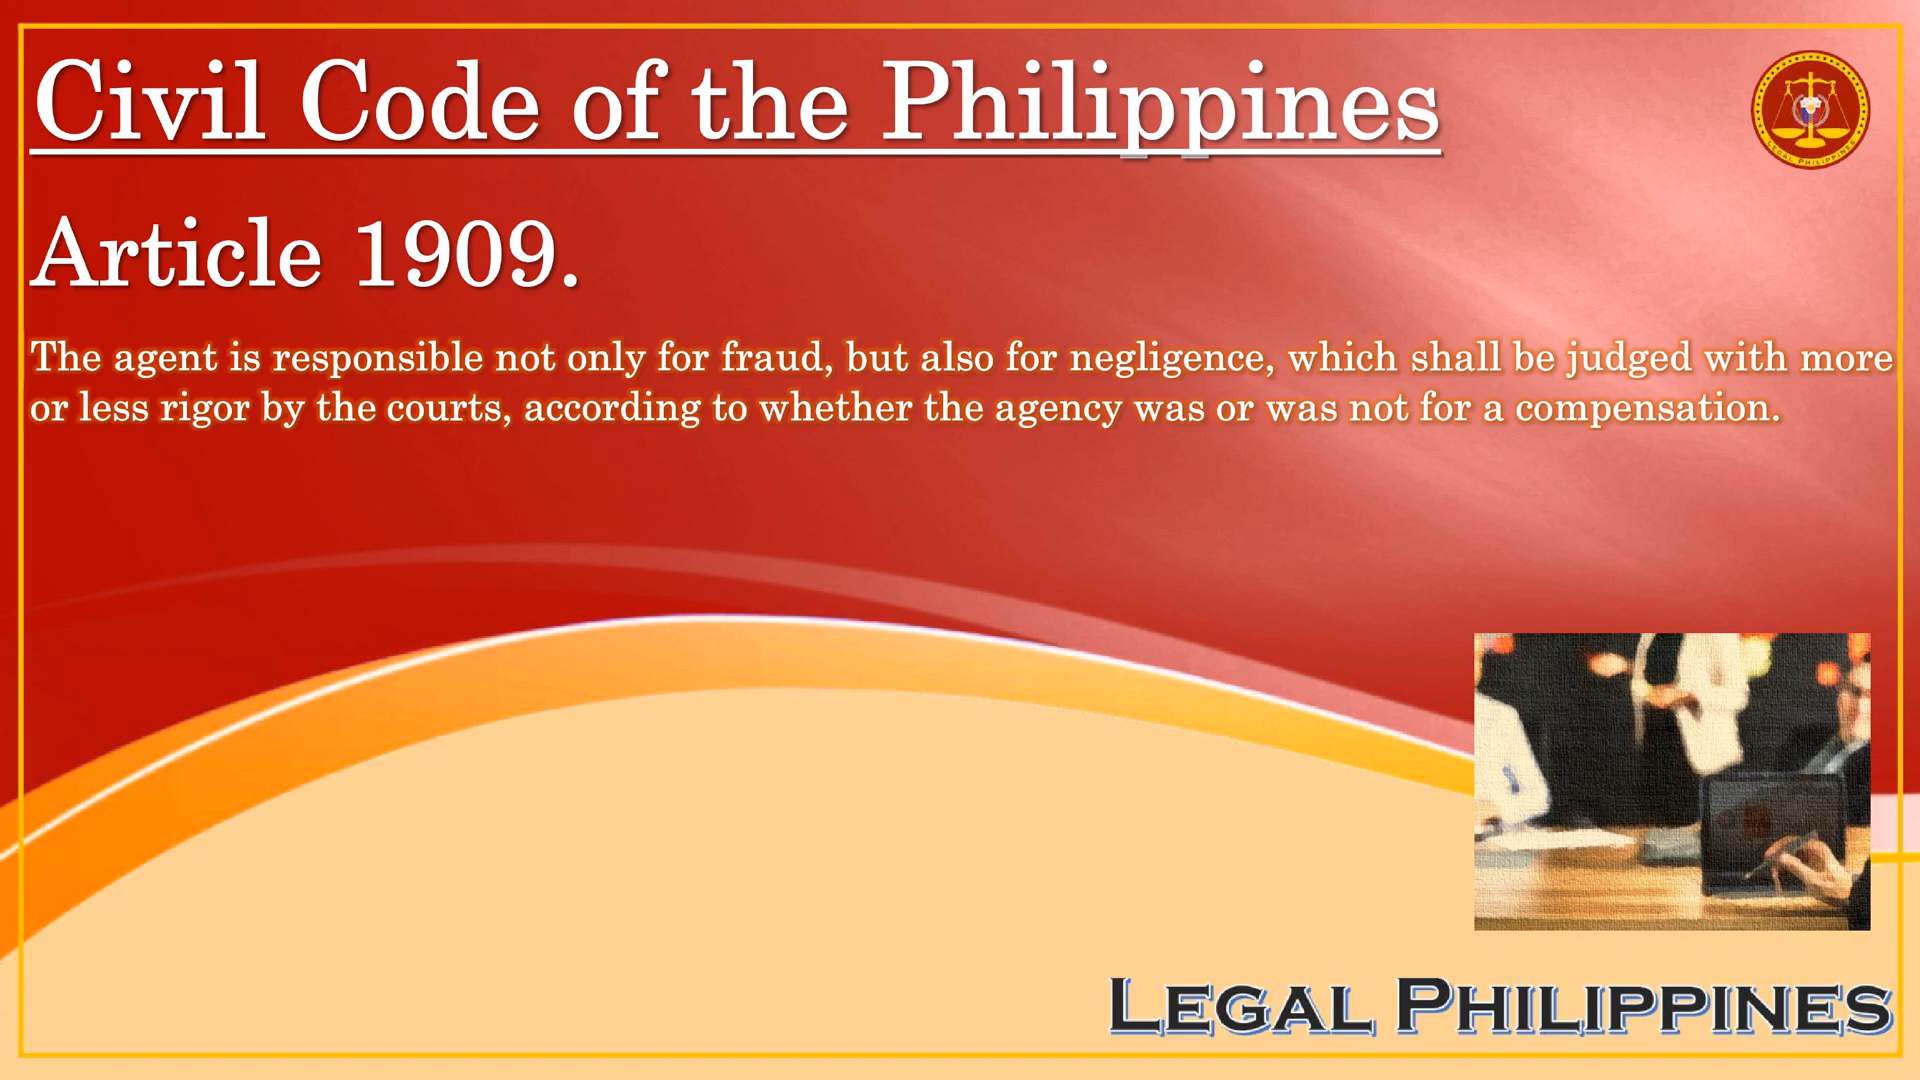 Civil Code of the Philippines
LEGAL PHILIPPINES
Article 1909.
The agent is responsible not only for fraud, but also for negligence, which shall be judged with more
or less rigor by the courts, according to whether the agency was or was not for a compensation.
LEGAL PHILIPPINES